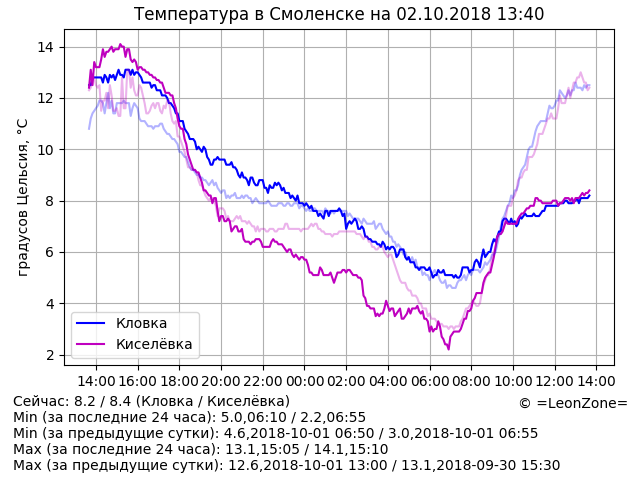 Температура в Смоленске на 02.10.2018 13:40
градусов Цельсия, °C
14
12
10
8
6
4
2
Кловка
Киселёвка
14:00 16:00 18:00 20:00 22:00 00:00 02:00 04:00 06:00 08:00 10:00 12:00 14:00
Сейчас: 8.2 / 8.4 (Кловка / Киселёвка)
© =LeonZone=
Min (за последние 24 часа): 5.0,06:10 / 2.2,06:55
Min (за предыдущие сутки): 4.6,2018-10-01 06:50 / 3.0,2018-10-01 06:55
Max (за последние 24 часа): 13.1,15:05 / 14.1,15:10
Max (за предыдущие сутки): 12.6,2018-10-01 13:00 / 13.1,2018-09-30 15:30